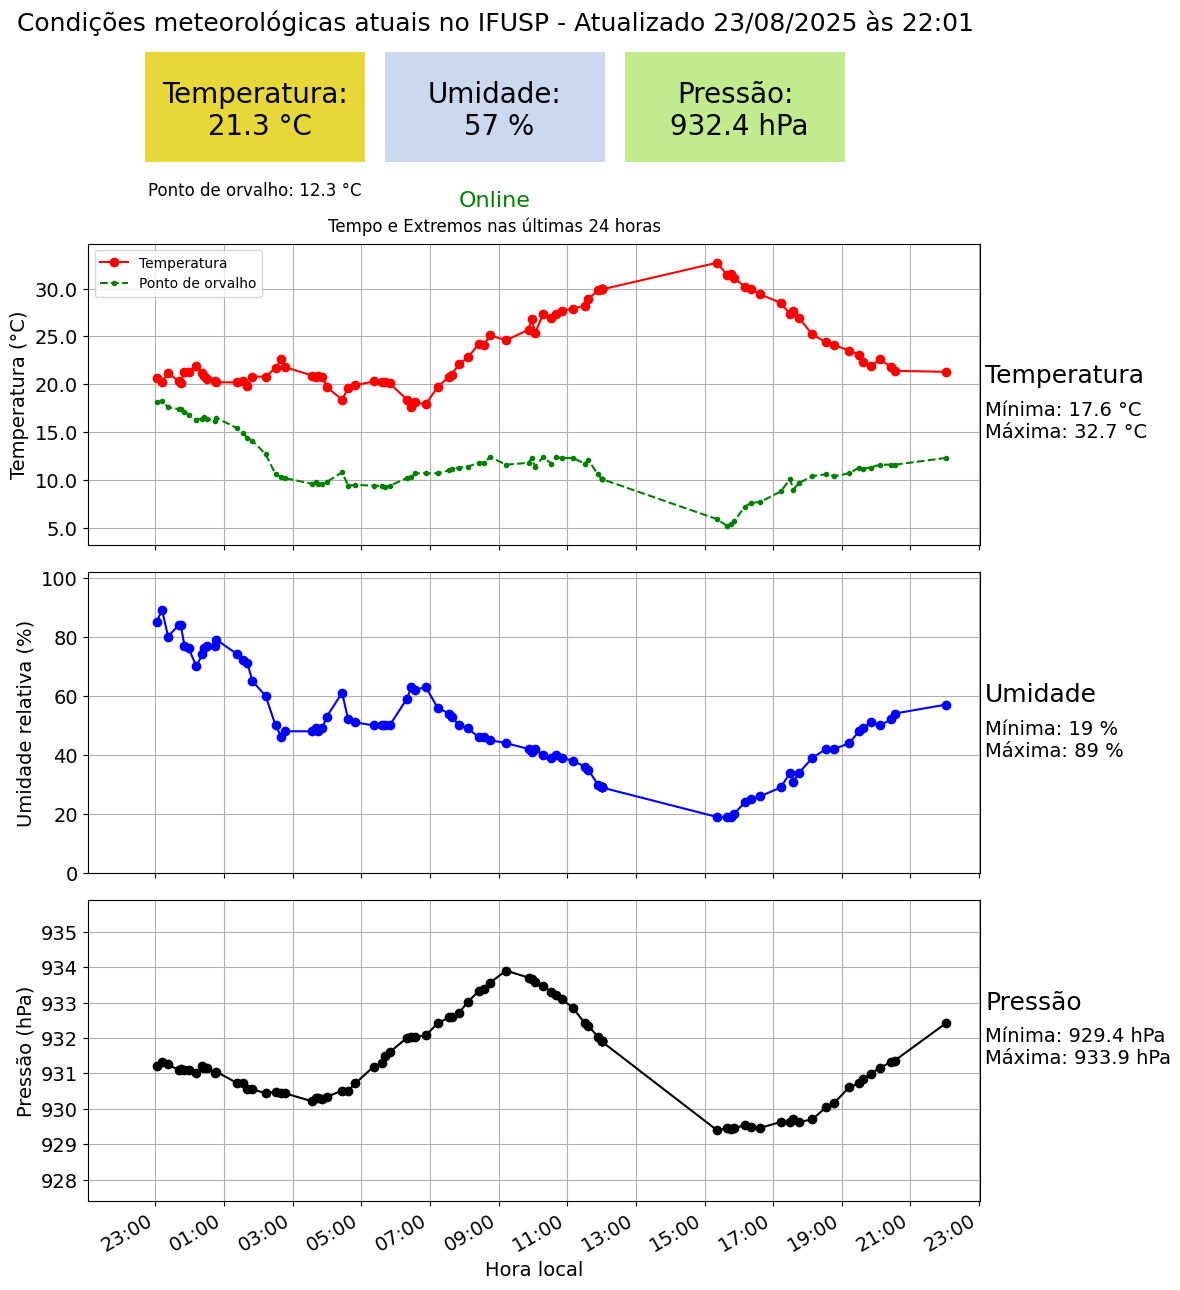 Condições meteorológicas atuais no IFUSP - Atualizado 23/08/2025 às 22:01
Temperatura:
21.3 °C
Umidade:
57 %
Pressão:
932.4 hPa
Ponto de orvalho: 12.3 °C
Online
Tempo e Extremos nas últimas 24 horas
Temperatura
Ponto de orvalho
Temperatura (°C)
30.0
25.0
20.0
15.0
10.0
5.0
Temperatura
Mínima: 17.6 °C
Máxima: 32.7 °C
Umidade relativa (%)
100
80
60
40
20
0
Umidade
Mínima: 19 %
Máxima: 89 %
Pressão (hPa)
935
934
933
932
931
930
929
928
Pressão
Mínima: 929.4 hPa
Máxima: 933.9 hPa
23:00 01:00 03:00 05:00 07:00 09:00 11:00 13:00 15:00 17:00 19:00 21:00 23:00
Hora local